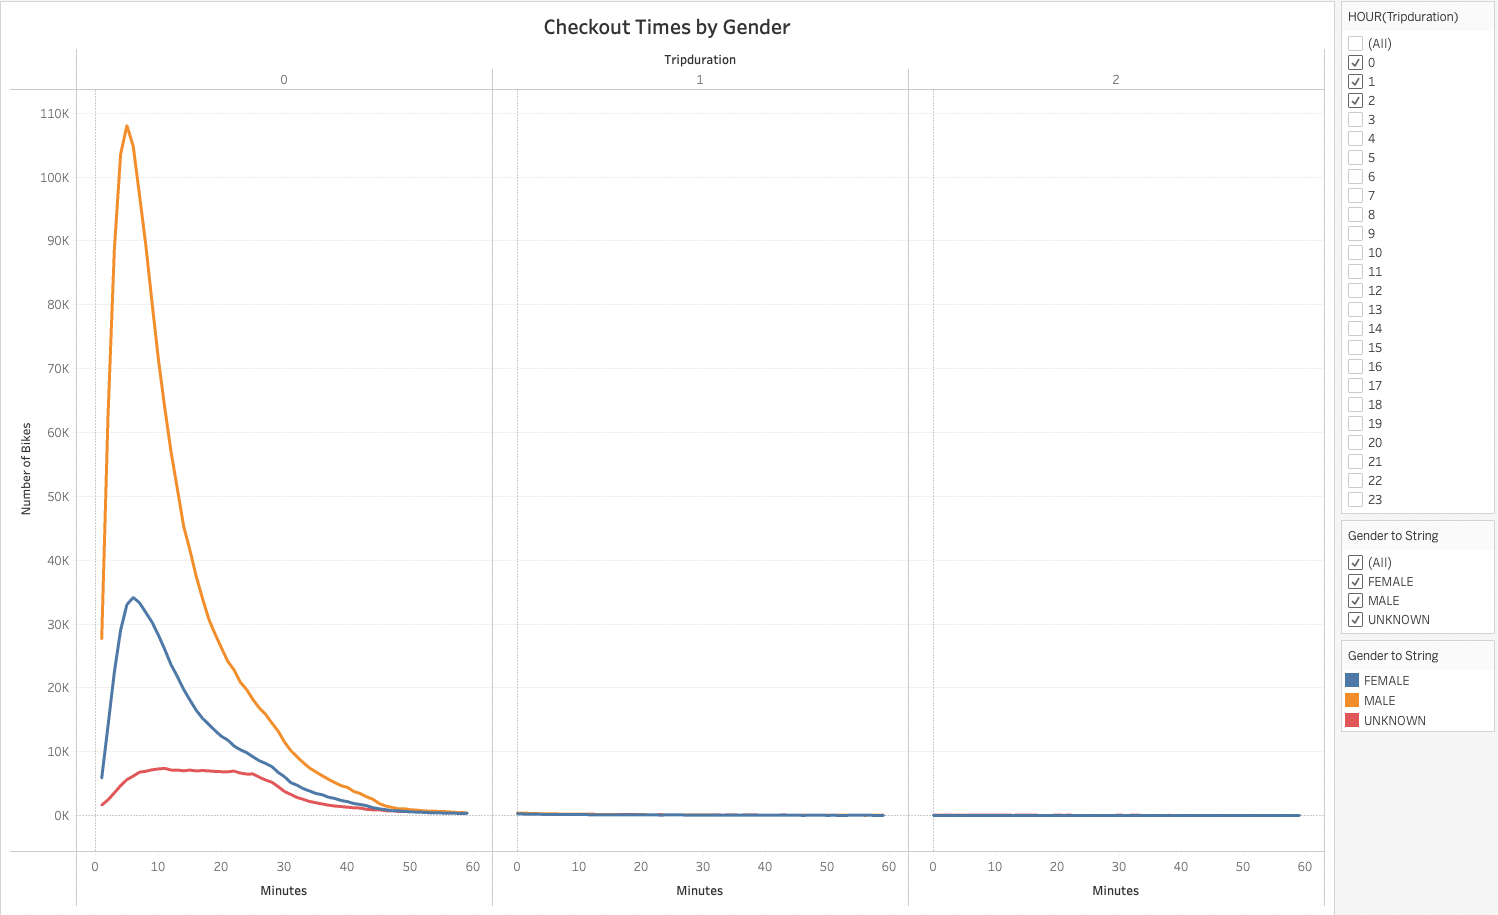 Checkout Times by Gender
Tripduration
0 1 2
110K
100K
90K
80K
70K
60K
50K
40K
30K
20K
10K
0K
Number of Bikes
0 10 20 30 40 50 60 0 10 20 30 40 50 60 0 10 20 30 40 50 60
Minutes Minutes Minutes
HOUR(Tripduration)
(All)
0
1
2
3
4
5
6
7
8
9
10
11
12
13
14
15
16
17
18
19
20
21
22
23
Gender to String
(All)
FEMALE
MALE
UNKNOWN
Gender to String
FEMALE
MALE
UNKNOWN